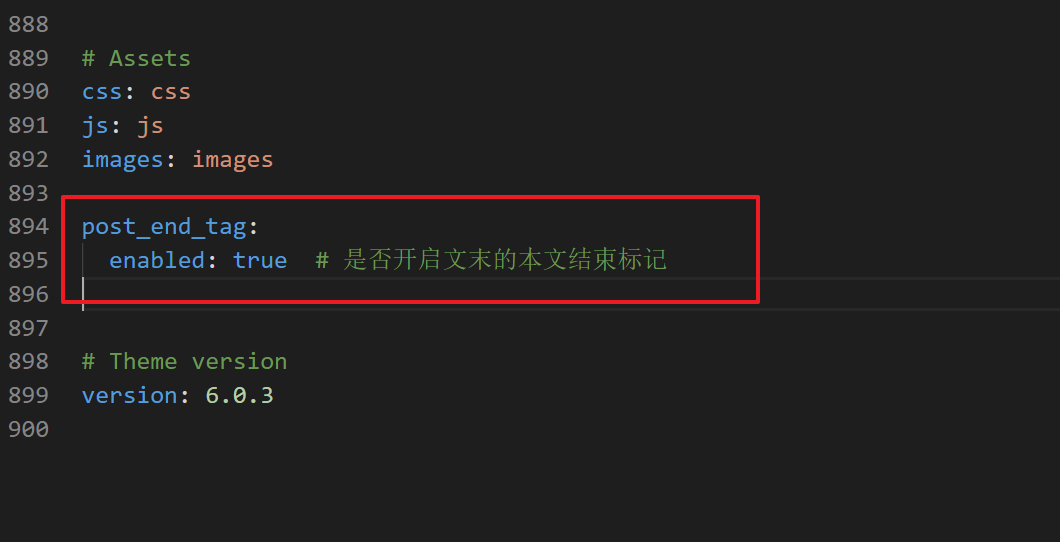 888
889 # Assets
890 css: css
891 js: js
892 images: images
893
894 post_end_tag:
895   enabled: true  # 是否开启文末的本文结束标记
896
897
898 # Theme version
899 version: 6.0.3
900